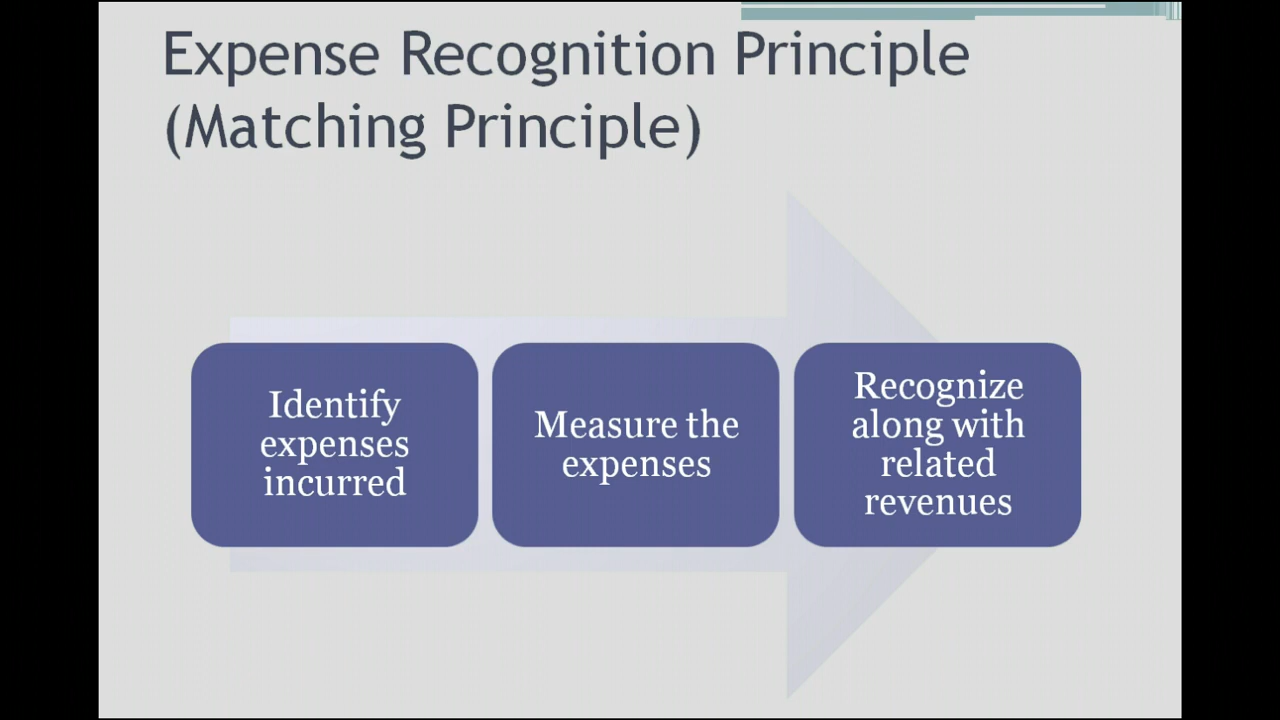 Expense Recognition Principle
(Matching Principle)
Identify
expenses
incurred
Measure the
expenses
Recognize
along with
related
revenues